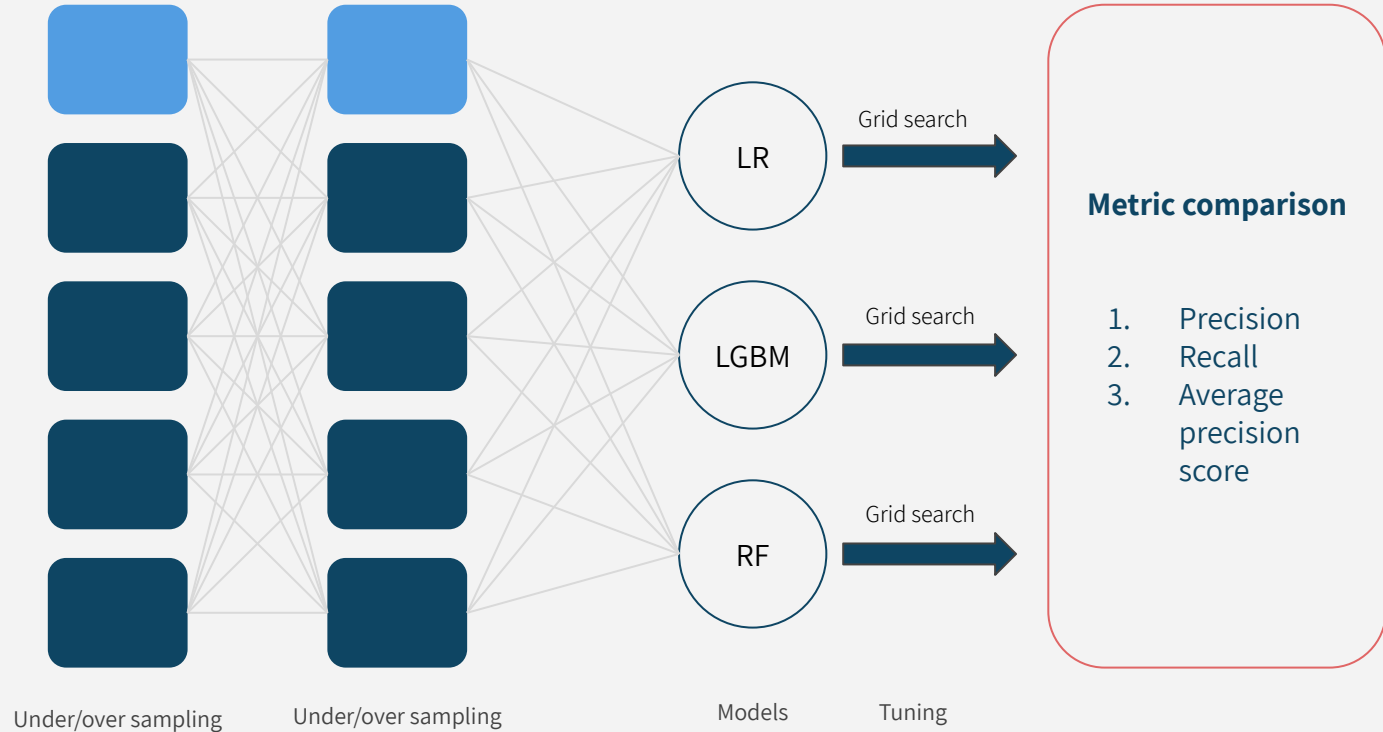 Grid search
LR
Grid search
LGBM
Grid search
RF
Metric comparison
1. Precision
2. Recall
3. Average
precision
score
Under/over sampling
Under/over sampling
Models
Tuning